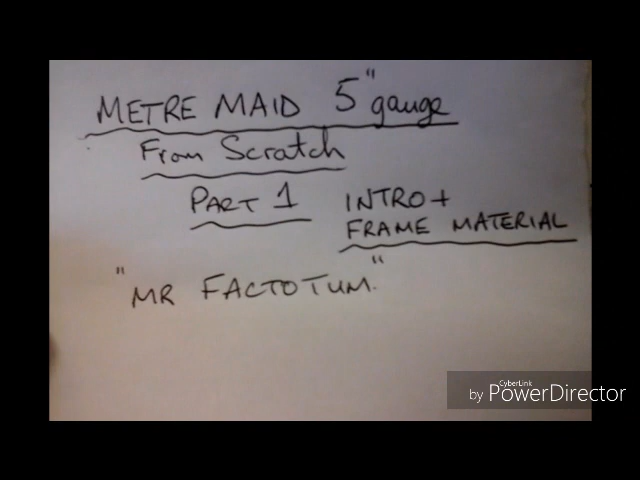 METRE MAID 5" gauge
From Scratch
PART 1 INTRO +
FRAME MATERIAL
"MR FACTOTUM."
CyberLink
by PowerDirector